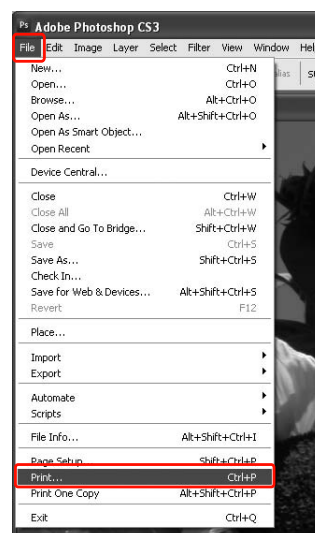 Ps Adobe Photoshop CS3
File Edit Image Layer Select Filter View Window Hel
New... Ctrl+N
Open... Ctrl+O
Browse... Alt+Ctrl+O
Open As... Alt+Shift+Ctrl+O
Open As Smart Object...
Open Recent
Device Central...
Close Ctrl+W
Close All Alt+Ctrl+W
Close and Go To Bridge... Shift+Ctrl+W
Save Ctrl+S
Save As... Shift+Ctrl+S
Check In...
Save for Web & Devices... Alt+Shift+Ctrl+S
Revert F12
Place...
Import
Export
Automate
Scripts
File Info... Alt+Shift+Ctrl+I
Page Setup... Shift+Ctrl+P
Print... Ctrl+P
Print One Copy Alt+Shift+Ctrl+P
Exit Ctrl+Q